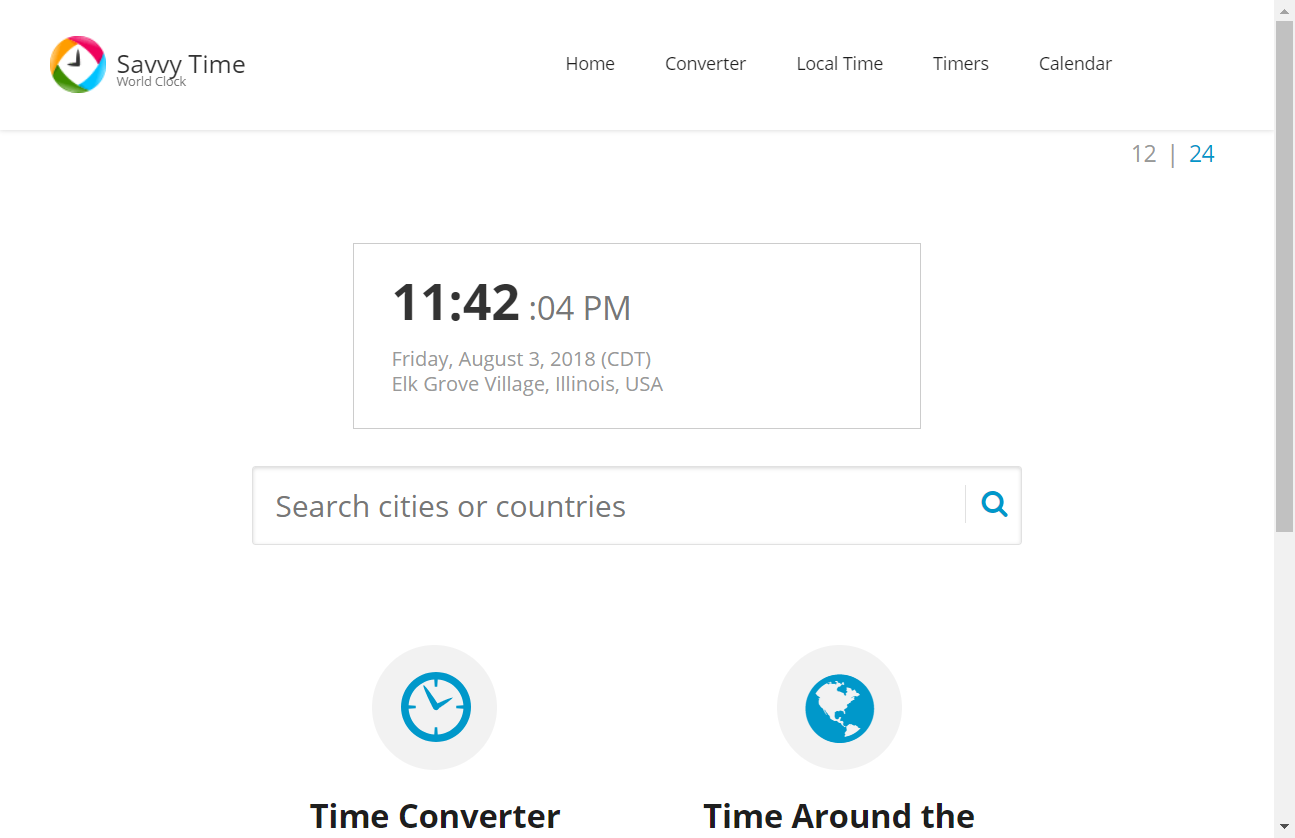 Savvy Time
World Clock
Home Converter Local Time Timers Calendar
12 | 24
11:42 :04 PM
Friday, August 3, 2018 (CDT)
Elk Grove Village, Illinois, USA
Search cities or countries
Time Converter
Time Around the